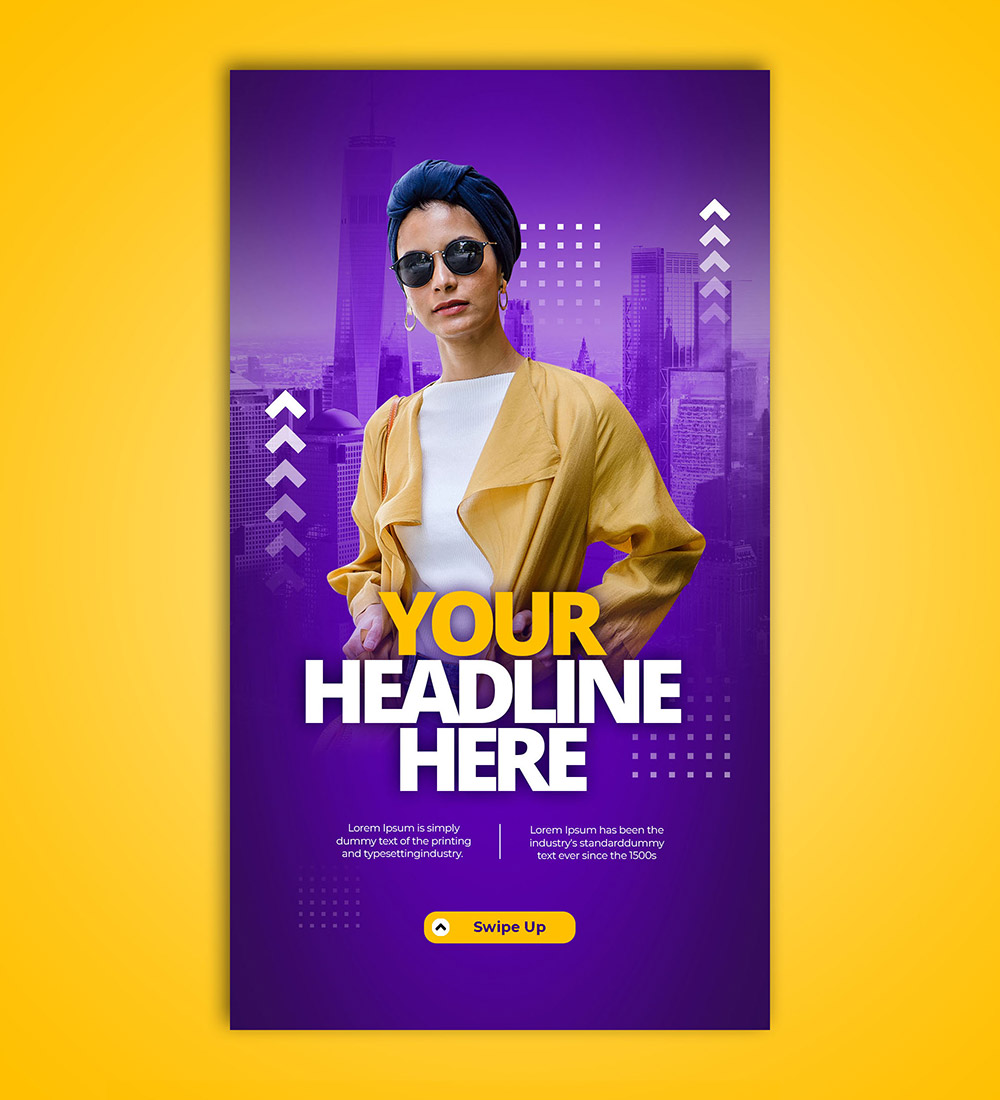 YOUR
HEADLINE
HERE
Lorem Ipsum is simply
dummy text of the printing
and typesettingindustry.
Lorem Ipsum has been the
industry's standarddummy
text ever since the 1500s
Swipe Up